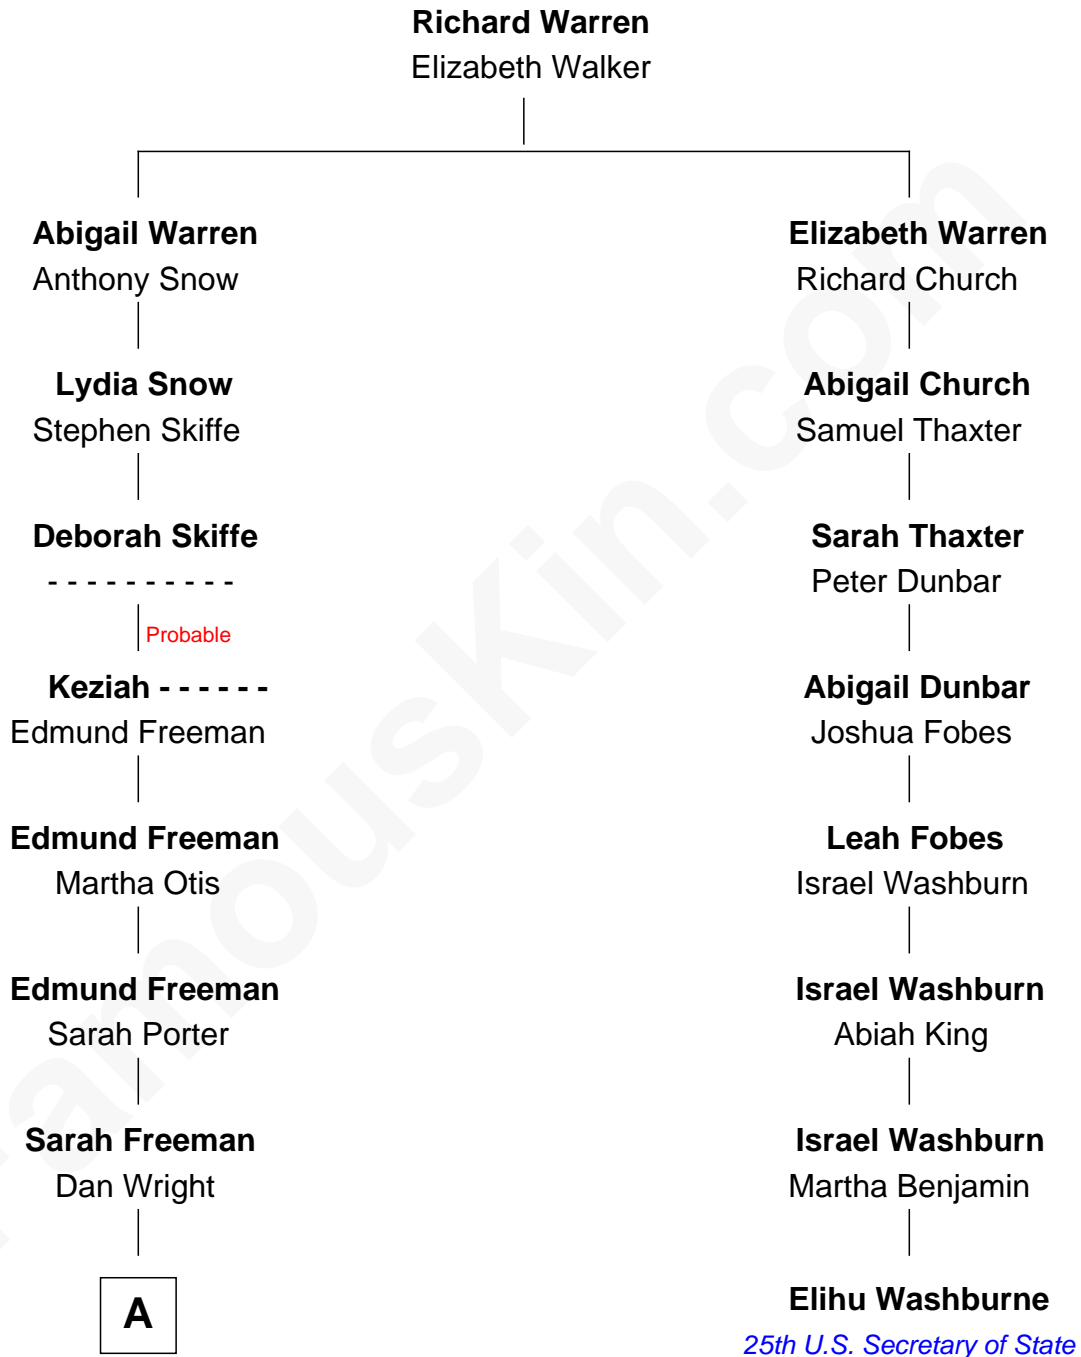 Richard Warren
Elizabeth Walker
Abigail Warren
Anthony Snow
Elizabeth Warren
Richard Church
Lydia Snow
Stephen Skiffe
Abigail Church
Samuel Thaxter
Deborah Skiffe
- - - - - - - - - -
Sarah Thaxter
Peter Dunbar
Probable
Keziah - - - - - -
Edmund Freeman
Abigail Dunbar
Joshua Fobes
Edmund Freeman
Martha Otis
Leah Fobes
Israel Washburn
Edmund Freeman
Sarah Porter
Israel Washburn
Abiah King
Sarah Freeman
Dan Wright
Israel Washburn
Martha Benjamin
A
Elihu Washburne
25th U.S. Secretary of State
FamousKin.com